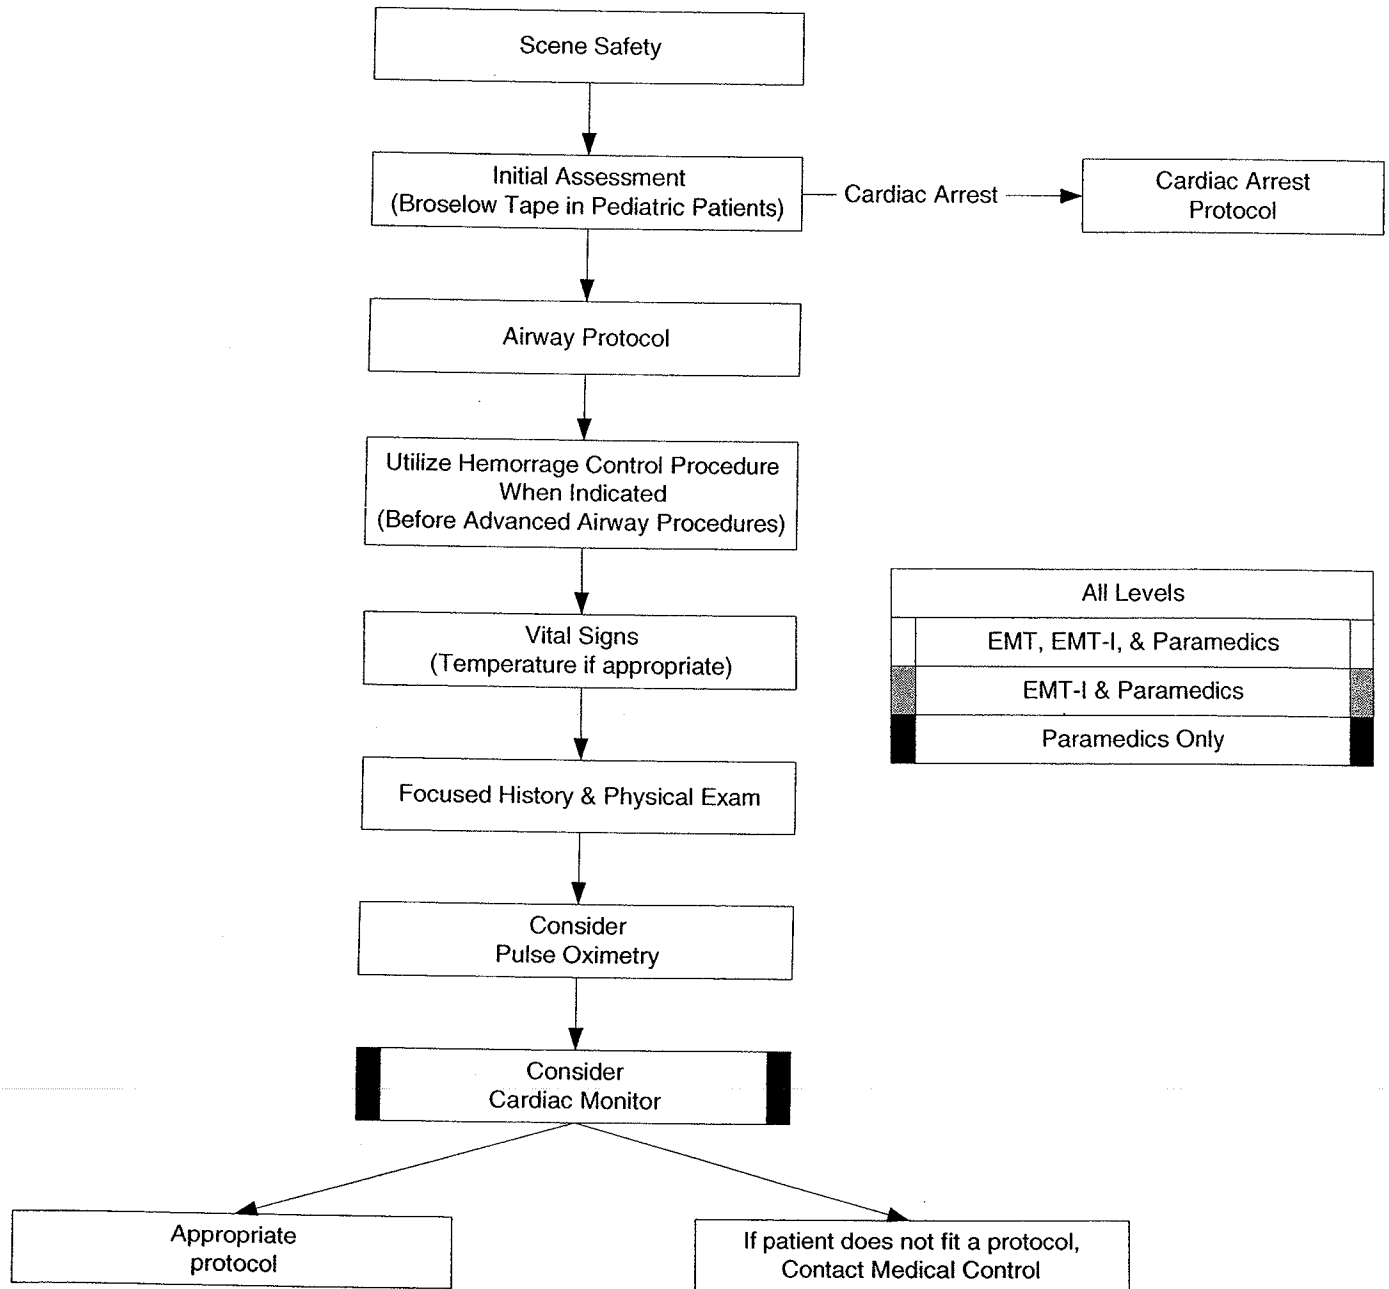 Scene Safety
Initial Assessment
(Broselow Tape in Pediatric Patients)
Cardiac Arrest
Cardiac Arrest
Protocol
Airway Protocol
Utilize Hemorrage Control Procedure
When Indicated
(Before Advanced Airway Procedures)
Vital Signs
(Temperature if appropriate)
All Levels
EMT, EMT-I, & Paramedics
EMT-I & Paramedics
Paramedics Only
Focused History & Physical Exam
Consider
Pulse Oximetry
Consider
Cardiac Monitor
Appropriate
protocol
If patient does not fit a protocol,
Contact Medical Control